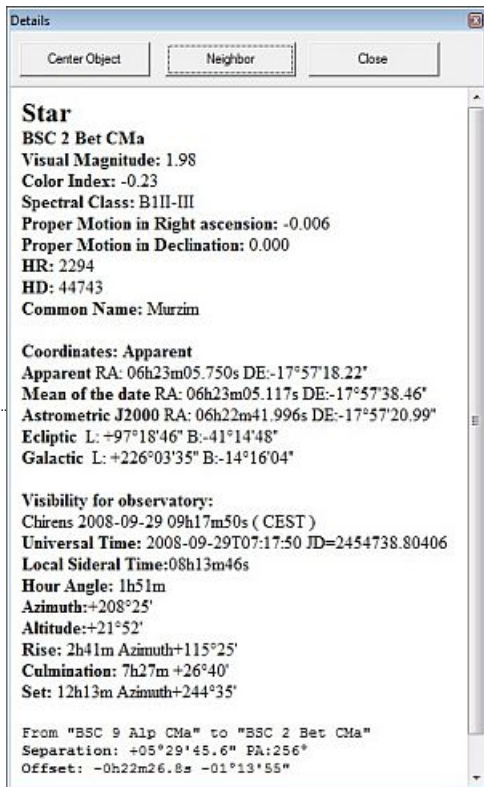 Details
Center Object Neighbor Close
Star
BSC 2 Bet CMa
Visual Magnitude: 1.98
Color Index: -0.23
Spectral Class: B1II-III
Proper Motion in Right ascension: -0.006
Proper Motion in Declination: 0.000
HR: 2294
HD: 44743
Common Name: Murzim
Coordinates: Apparent
Apparent RA: 06h23m05.750s DE:-17°57'18.22"
Mean of the date RA: 06h23m05.117s DE:-17°57'38.46"
Astrometric J2000 RA: 06h22m41.996s DE:-17°57'20.99"
Ecliptic L: +97°18'46" B:-41°14'48"
Galactic L: +226°03'35" B:-14°16'04"
Visibility for observatory:
Chirens 2008-09-29 09h17m50s ( CEST )
Universal Time: 2008-09-29T07:17:50 JD=2454738.80406
Local Sideral Time:08h13m46s
Hour Angle: 1h51m
Azimuth:+208°25'
Altitude:+21°52'
Rise: 2h41m Azimuth+115°25'
Culmination: 7h27m +26°40'
Set: 12h13m Azimuth+244°35'
From "BSC 9 Alp CMa" to "BSC 2 Bet CMa"
Separation: +05°29'45.6" PA:256°
Offset: -0h22m26.8s -01°13'55"